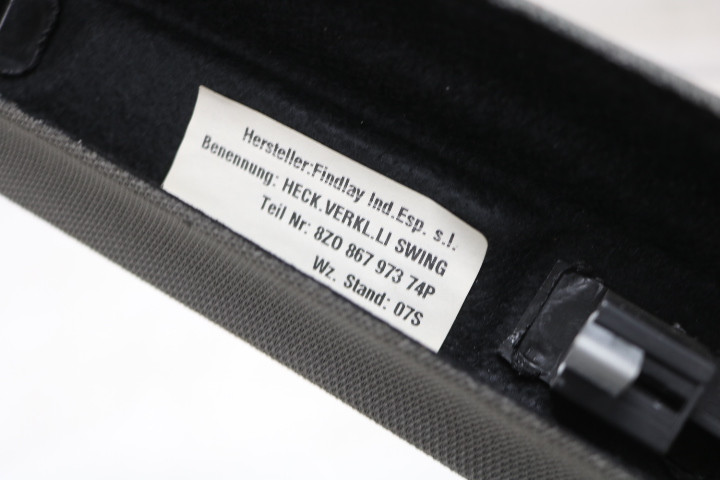 Hersteller:Findlay Ind.Esp. s.l.
Benennung: HECK.VERKL.LI SWING
Teil Nr: 8Z0 867 973 74P
Wz. Stand: 07S